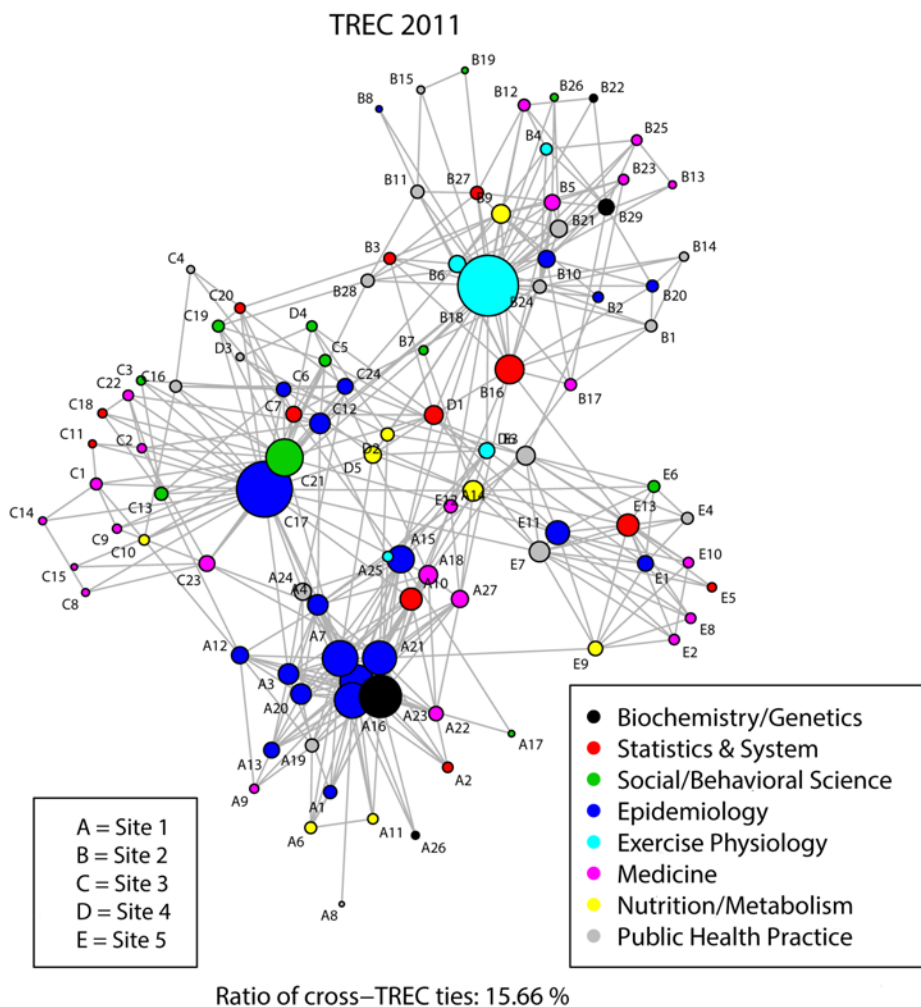 TREC 2011
B19
B15
B8
B12
B26
B22
B4
B25
B23
B13
B11
B27
B9
B5
B21
B29
B3
B6
B10
B14
C4
B28
B24
B2
B20
C20
B18
B1
C19
D4
D3
C5
B7
C3
C16
C6
C24
B16
B17
C22
C7
C12
D1
C18
C11
C2
D2
D5
E3
C1
C21
E6
C13
C17
E12
A14
E13
E4
C14
C9
C10
A15
E11
E7
C15
C23
A25
A18
E1
E10
C8
A24
A4
A10
A27
E5
A7
A21
E8
A12
E9
E2
A3
A20
A16
A23
A22
A17
A13
A19
A9
A1
A2
A6
A11
A26
A8
A = Site 1
B = Site 2
C = Site 3
D = Site 4
E = Site 5
Biochemistry/Genetics
Statistics & System
Social/Behavioral Science
Epidemiology
Exercise Physiology
Medicine
Nutrition/Metabolism
Public Health Practice
Ratio of cross−TREC ties: 15.66 %